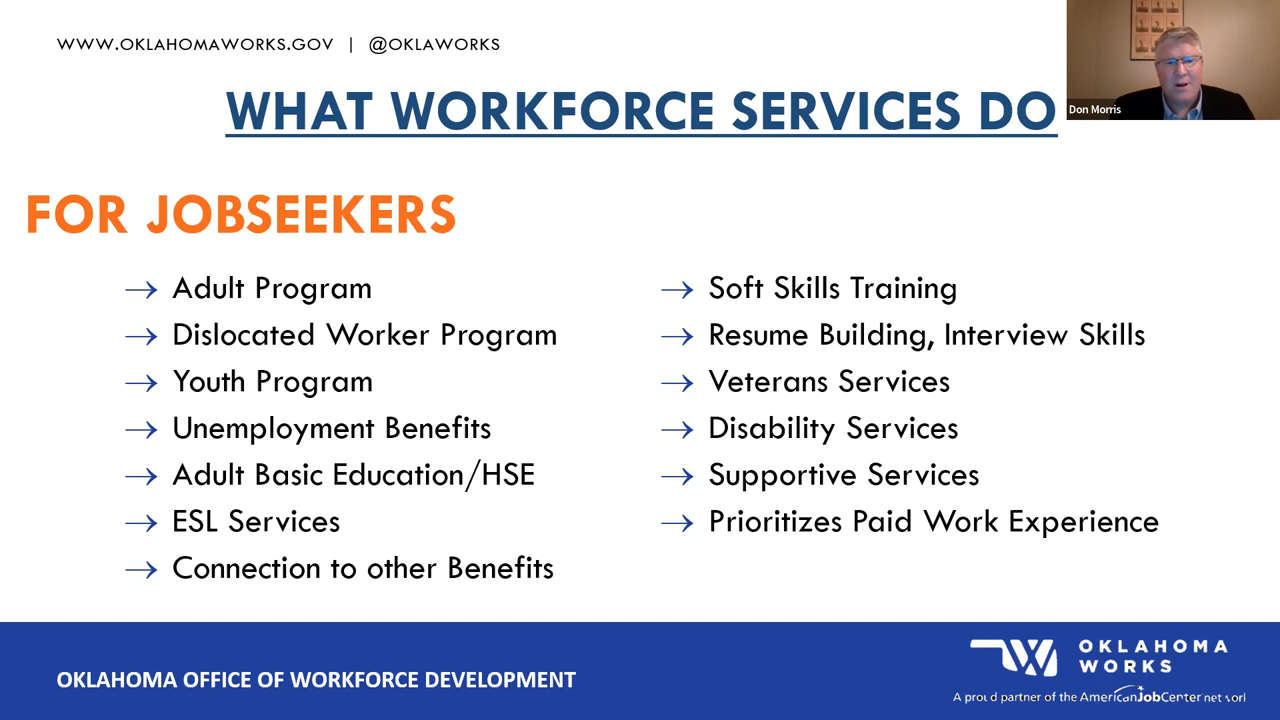 WWW.OKLAHOMAWORKS.GOV | @OKLAWORKS
Don Morris
WHAT WORKFORCE SERVICES DO
FOR JOBSEEKERS
→ Adult Program
→ Dislocated Worker Program
→ Youth Program
→ Unemployment Benefits
→ Adult Basic Education/HSE
→ ESL Services
→ Connection to other Benefits
→ Soft Skills Training
→ Resume Building, Interview Skills
→ Veterans Services
→ Disability Services
→ Supportive Services
→ Prioritizes Paid Work Experience
OKLAHOMA OFFICE OF WORKFORCE DEVELOPMENT
OKLAHOMA
WORKS
A proud partner of the AmericanJobCenter network